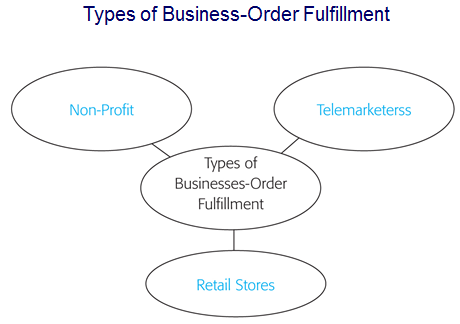 Types of Business-Order Fulfillment
Non-Profit
Telemarketerss
Types of
Businesses-Order
Fulfillment
Retail Stores